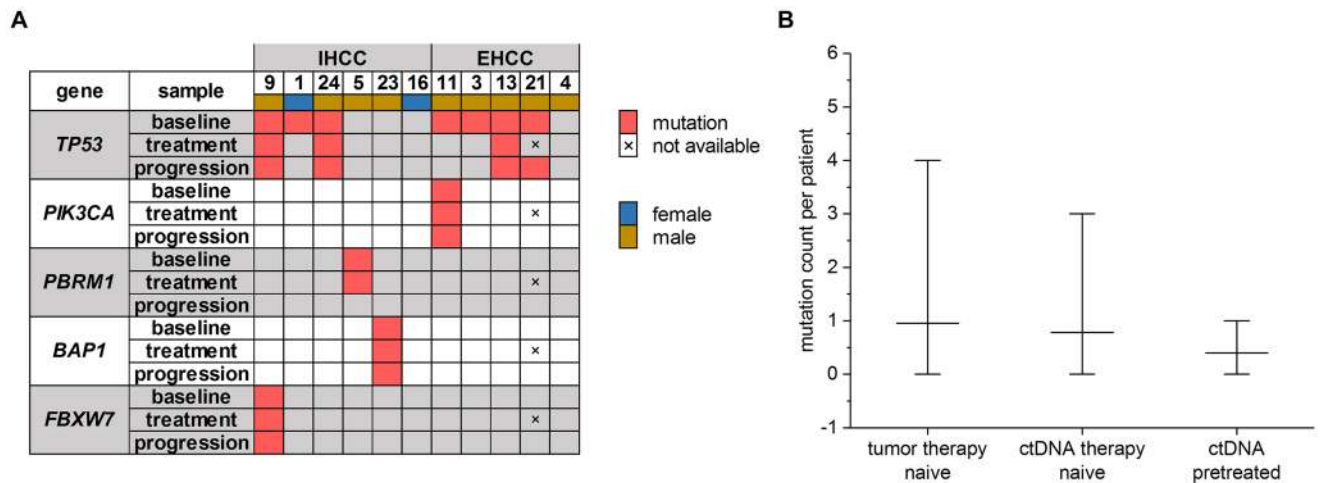 A
IHCC EHCC
gene sample 9 1 24 5 23 16 11 3 13 21 4
TP53
baseline
treatment ×
progression
PIK3CA
baseline
treatment ×
progression
PBRM1
baseline
treatment ×
progression
BAP1
baseline
treatment ×
progression
FBXW7
baseline
treatment ×
progression
mutation
× not available
female
male
B
mutation count per patient
6
5
4
3
2
1
0
-1
tumor therapy
naive
ctDNA therapy
naive
ctDNA
pretreated